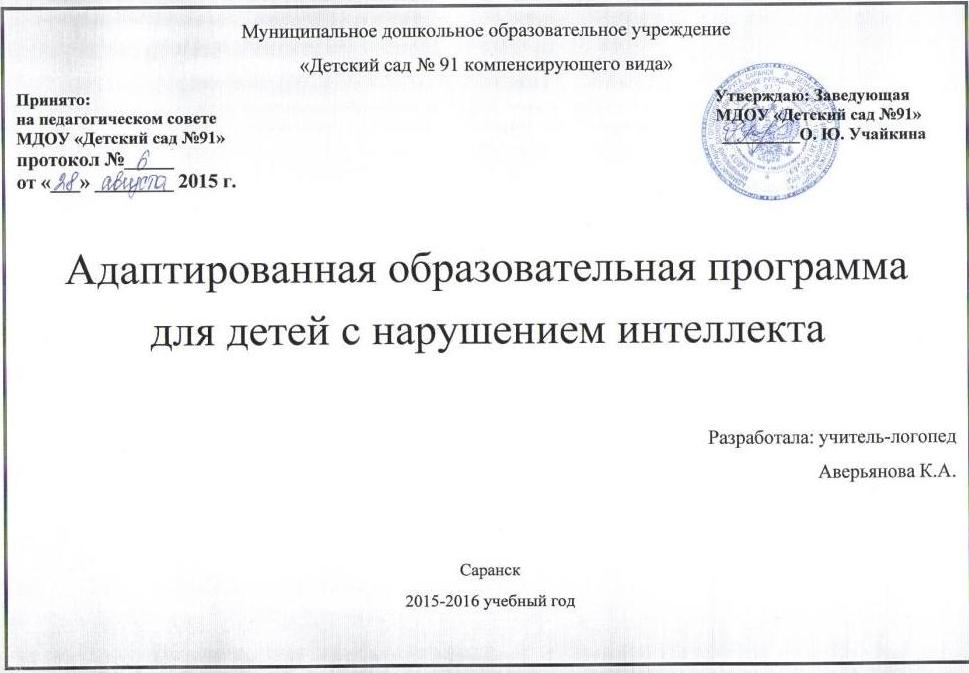 Муниципальное дошкольное образовательное учреждение
«Детский сад № 91 компенсирующего вида»
Принято:
на педагогическом совете
МДОУ «Детский сад №91»
протокол № 6
от «28» августа 2015 г.
Утверждаю: Заведующая
МДОУ «Детский сад №91»
О. Ю. Учайкина
Адаптированная образовательная программа
для детей с нарушением интеллекта
Разработала: учитель-логопед
Аверьянова К.А.
Саранск
2015-2016 учебный год